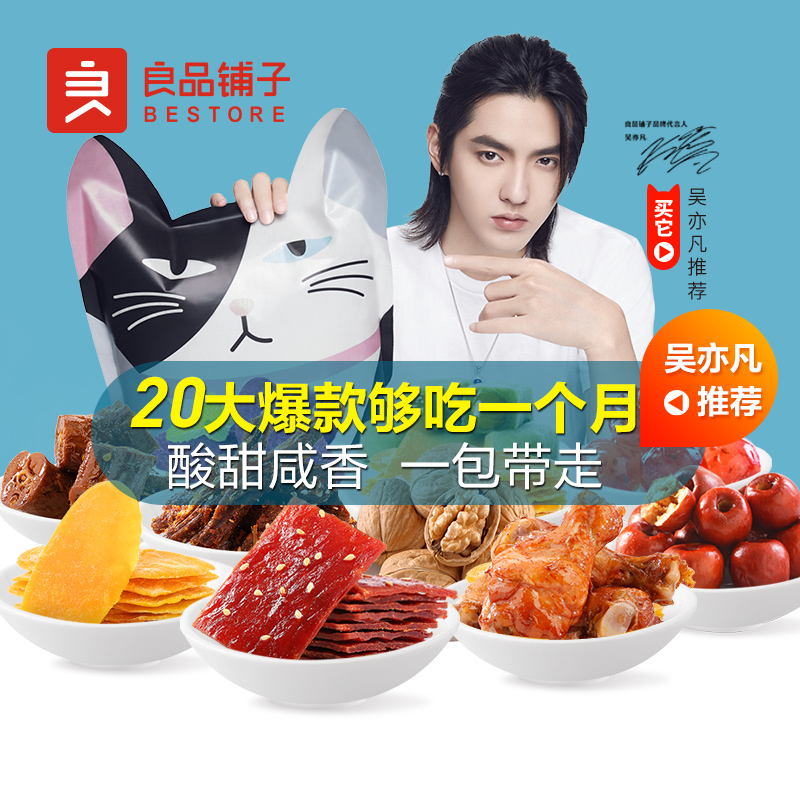 良 良品铺子
BESTORE
良品铺子品牌代言人
吴亦凡
吴亦凡推荐
买它
吴亦凡
推荐
20大爆款够吃一个月
酸甜咸香 一包带走